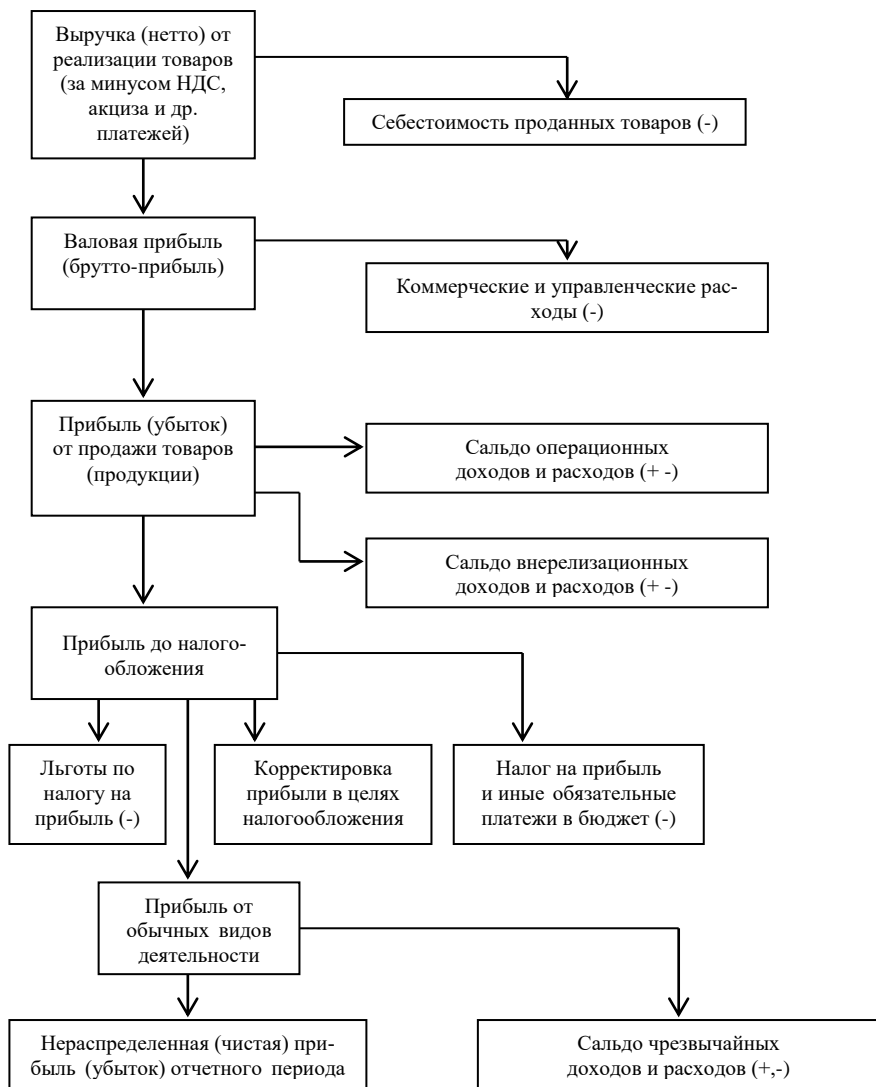 Выручка (нетто) от
реализации товаров
(за минусом НДС,
акциза и др.
платежей)
Себестоимость проданных товаров (-)
Валовая прибыль
(брутто-прибыль)
Коммерческие и управленческие рас-
ходы (-)
Прибыль (убыток)
от продажи товаров
(продукции)
Сальдо операционных
доходов и расходов (+ -)
Сальдо внерелизационных
доходов и расходов (+ -)
Прибыль до налого-
обложения
Льготы по
налогу на
прибыль (-)
Корректировка
прибыли в целях
налогообложения
Налог на прибыль
и иные обязательные
платежи в бюджет (-)
Прибыль от
обычных видов
деятельности
Нераспределенная (чистая) при-
быль (убыток) отчетного периода
Сальдо чрезвычайных
доходов и расходов (+,-)